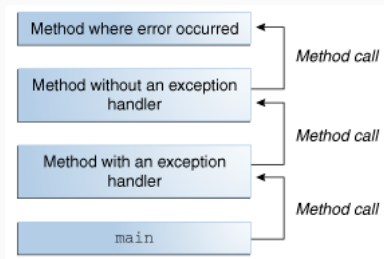 Method where error occurred
Method call
Method without an exception
handler
Method call
Method with an exception
handler
Method call
main